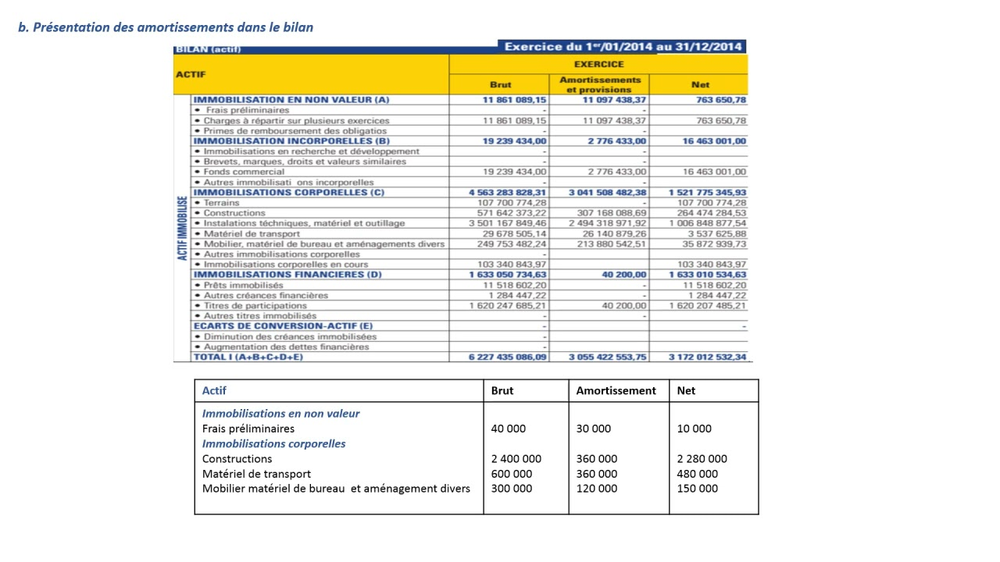 b. Présentation des amortissements dans le bilan
BILAN (actif) Exercice du 1er/01/2014 au 31/12/2014
ACTIF EXERCICE
Brut Amortissements et provisions Net
ACTIF IMMOBILISE
IMMOBILISATION EN NON VALEUR (A) 11 861 089,15 11 097 438,37 763 650,78
• Frais préliminaires - -
• Charges à répartir sur plusieurs exercices 11 861 089,15 11 097 438,37 763 650,78
• Primes de remboursement des obligatios - -
IMMOBILISATION INCORPORELLES (B) 19 239 434,00 2 776 433,00 16 463 001,00
• Immobilisations en recherche et développement - -
• Brevets, marques, droits et valeurs similaires - -
• Fonds commercial 19 239 434,00 2 776 433,00 16 463 001,00
• Autres immobilisati ons incorporelles - -
IMMOBILISATIONS CORPORELLES (C) 4 563 283 828,31 3 041 508 482,38 1 521 775 345,93
• Terrains 107 700 774,28 - 107 700 774,28
• Constructions 571 642 373,22 307 168 088,69 264 474 284,53
• Instalations téchniques, matériel et outillage 3 501 167 849,46 2 494 318 971,92 1 006 848 877,54
• Matériel de transport 29 678 505,14 26 140 879,26 3 537 625,88
• Mobilier, matériel de bureau et aménagements divers 249 753 482,24 213 880 542,51 35 872 939,73
• Autres immobilisations corporelles -
• Immobilisations corporelles en cours 103 340 843,97 103 340 843,97
IMMOBILISATIONS FINANCIERES (D) 1 633 050 734,63 40 200,00 1 633 010 534,63
• Prêts immobilisés 11 518 602,20 - 11 518 602,20
• Autres créances financières 1 284 447,22 - 1 284 447,22
• Titres de participations 1 620 247 685,21 40 200,00 1 620 207 485,21
• Autres titres immobilisés - -
ECARTS DE CONVERSION-ACTIF (E) - -
• Diminution des créances immobilisées -
• Augmentation des dettes financières -
TOTAL I (A+B+C+D+E) 6 227 435 086,09 3 055 422 553,75 3 172 012 532,34
Actif Brut Amortissement Net
Immobilisations en non valeur
Frais préliminaires 40 000 30 000 10 000
Immobilisations corporelles
Constructions 2 400 000 360 000 2 280 000
Matériel de transport 600 000 360 000 480 000
Mobilier matériel de bureau et aménagement divers 300 000 120 000 150 000